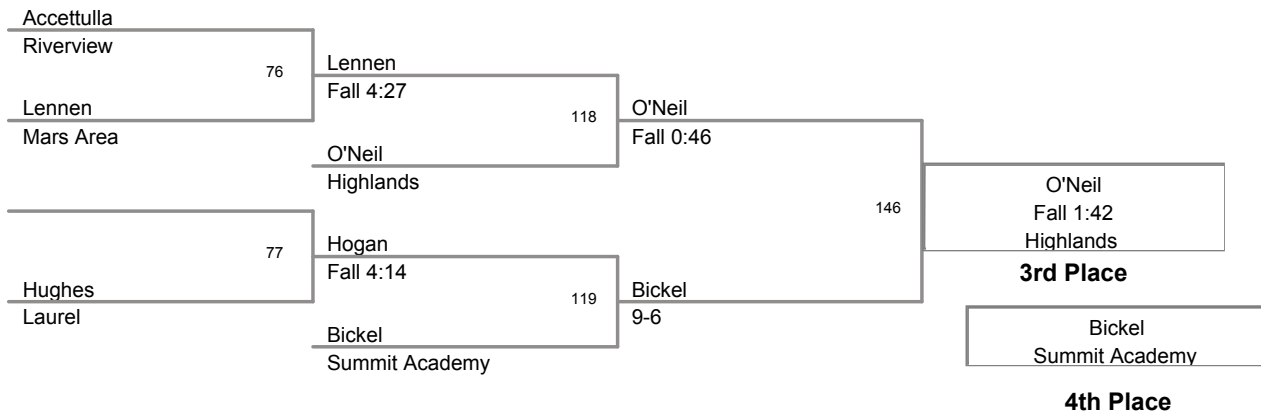 Accettulla
Riverview
76
Lennen
Fall 4:27
Lennen
Mars Area
118
O'Neil
Fall 0:46
O'Neil
Highlands
146
O'Neil
Fall 1:42
Highlands
3rd Place
77
Hogan
Fall 4:14
Hughes
Laurel
119
Bickel
9-6
Bickel
Summit Academy
Bickel
Summit Academy
4th Place